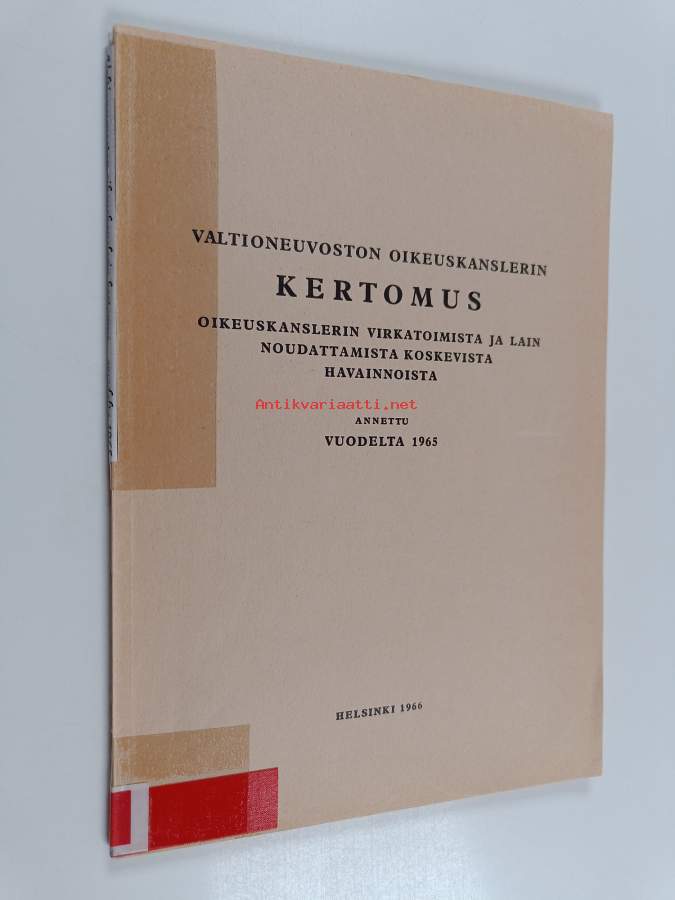 VALTIONEUVOSTON OIKEUSKANSLERIN
KERTOMUS
OIKEUSKANSLERIN VIRKATOIMISTA JA LAIN
NOUDATTAMISTA KOSKEVISTA
HAVAINNOISTA
Antikvariaatti.net
ANNETTU
VUODELTA 1965
HELSINKI 1966